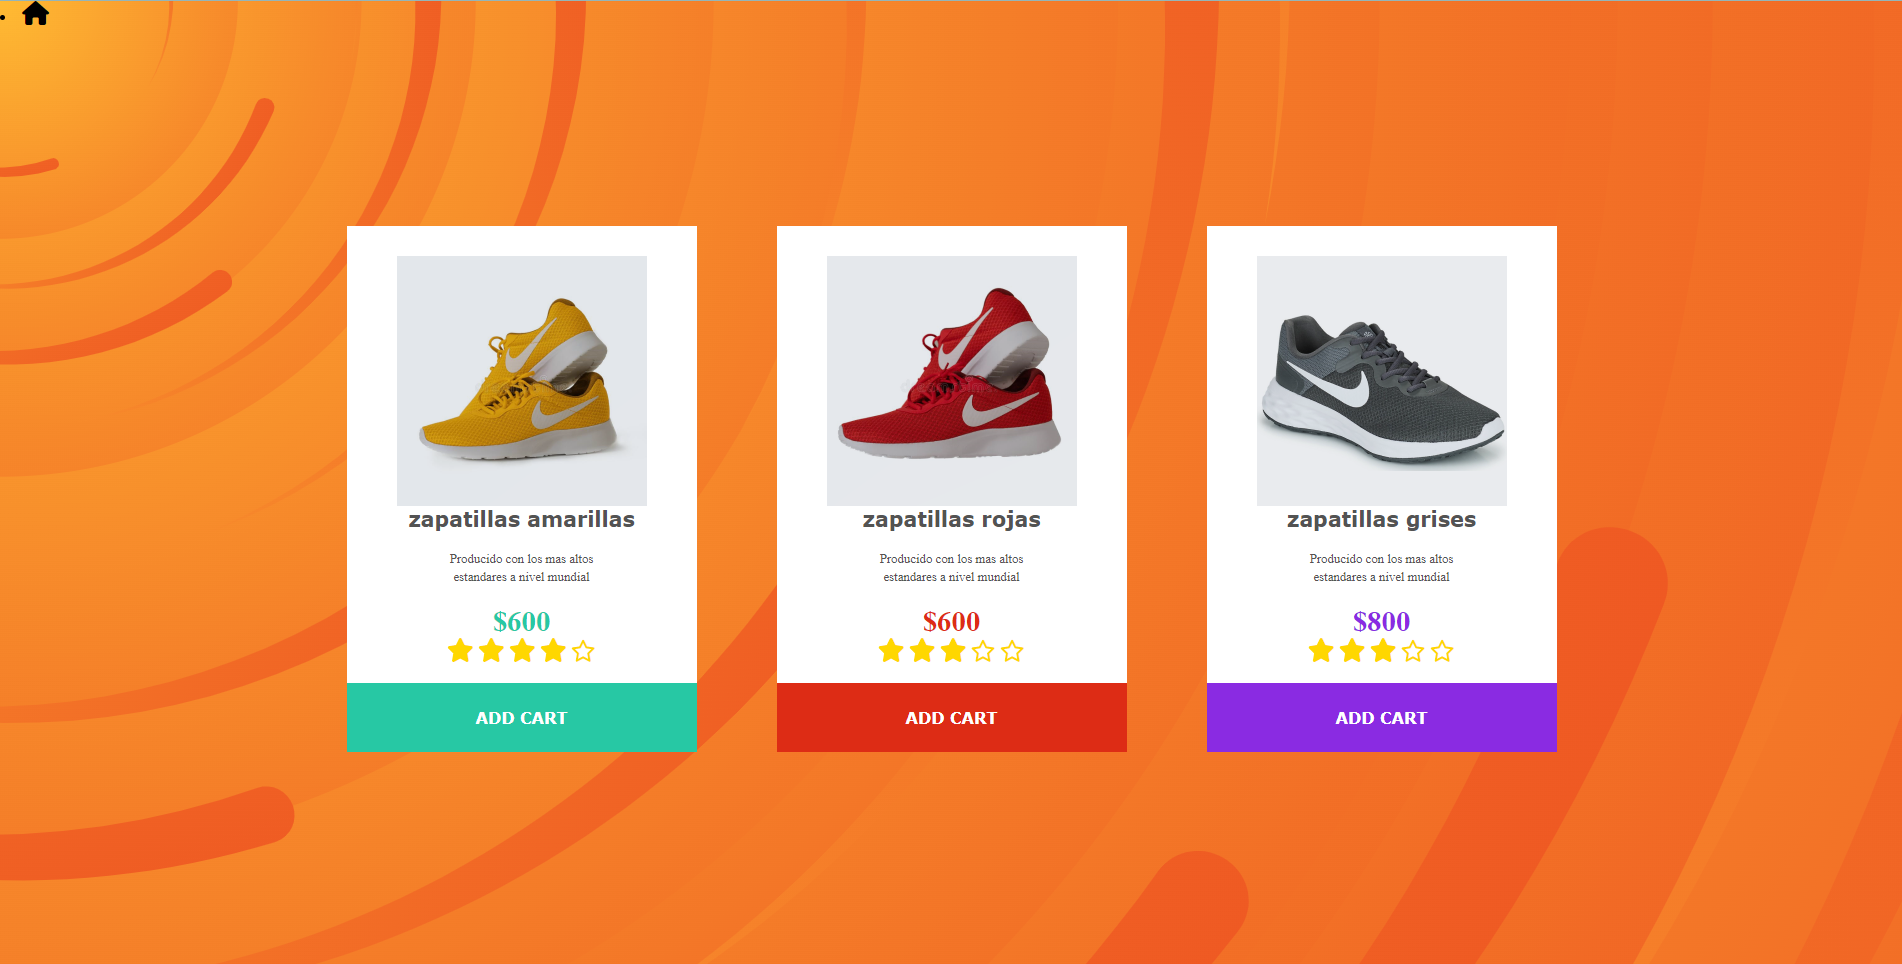 zapatillas amarillas
Producido con los mas altos
estandares a nivel mundial
$600
ADD CART
zapatillas rojas
Producido con los mas altos
estandares a nivel mundial
$600
ADD CART
zapatillas grises
Producido con los mas altos
estandares a nivel mundial
$800
ADD CART